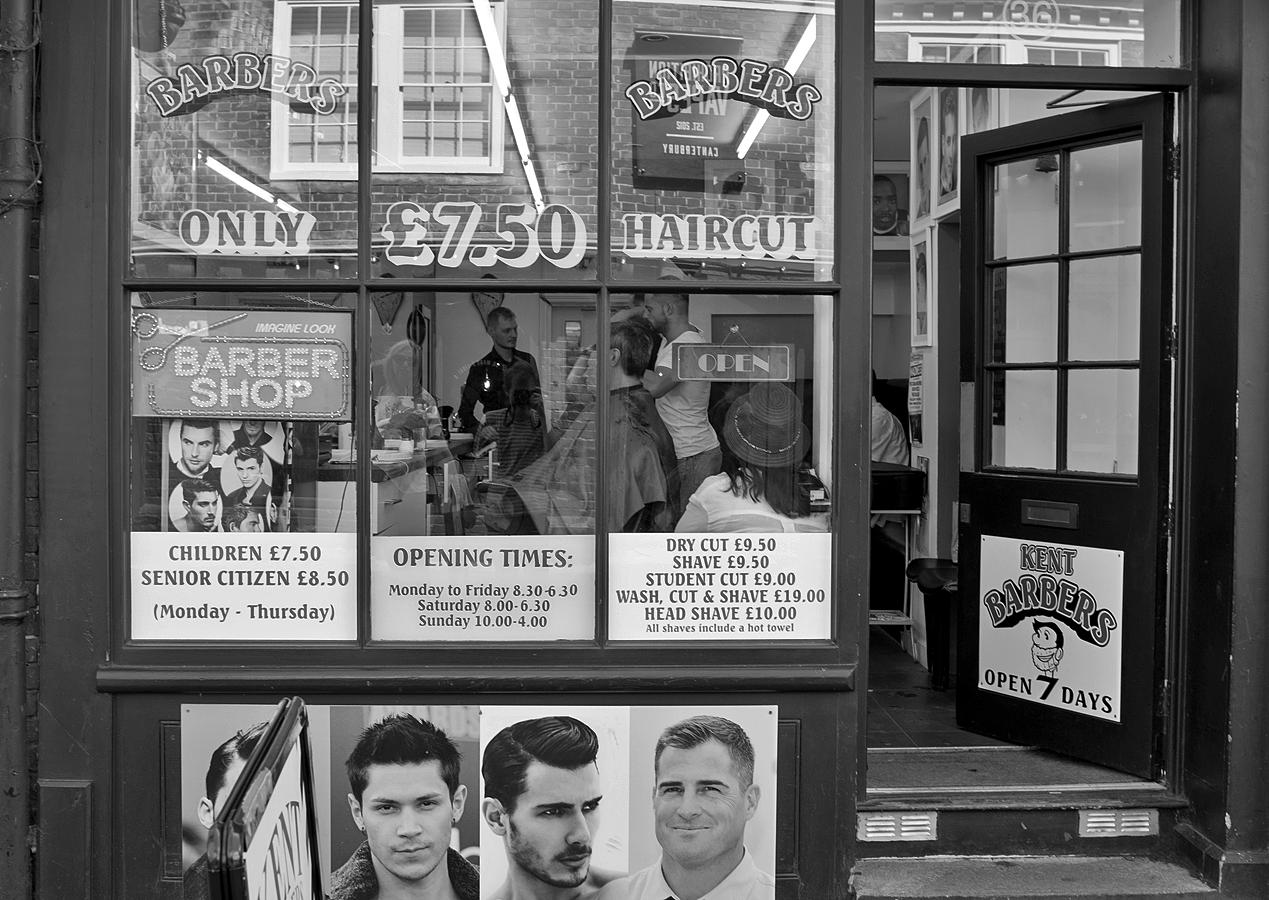 36
BARBERS
BARBERS
EST. 2016
CANTERBURY
ONLY £7.50 HAIRCUT
IMAGINE LOOK
BARBER
SHOP
OPEN
CHILDREN £7.50
SENIOR CITIZEN £8.50
(Monday - Thursday)
OPENING TIMES:
Monday to Friday 8.30-6.30
Saturday 8.00-6.30
Sunday 10.00-4.00
DRY CUT £9.50
SHAVE £9.50
STUDENT CUT £9.00
WASH, CUT & SHAVE £19.00
HEAD SHAVE £10.00
All shaves include a hot towel
KENT
BARBERS
OPEN 7 DAYS
KENT